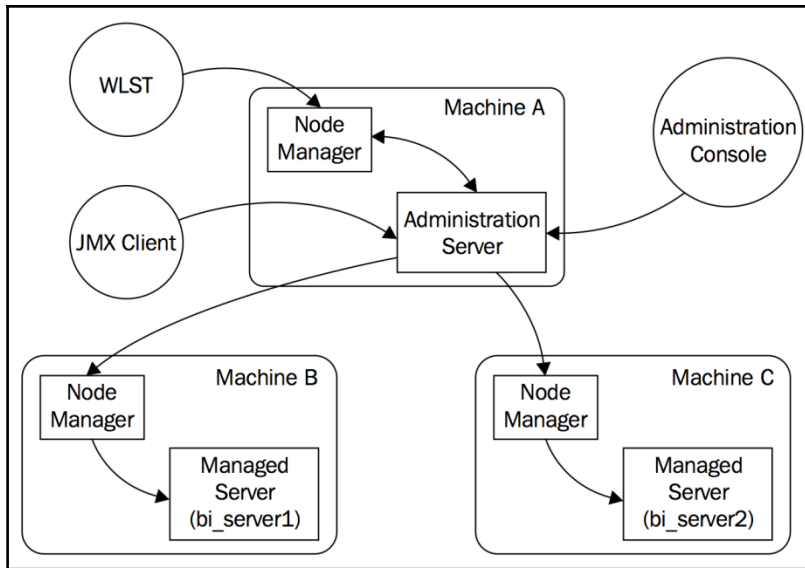 WLST
Machine A
Node
Manager
Administration
Console
JMX Client
Administration
Server
Machine B
Node
Manager
Managed
Server
(bi_server1)
Machine C
Node
Manager
Managed
Server
(bi_server2)